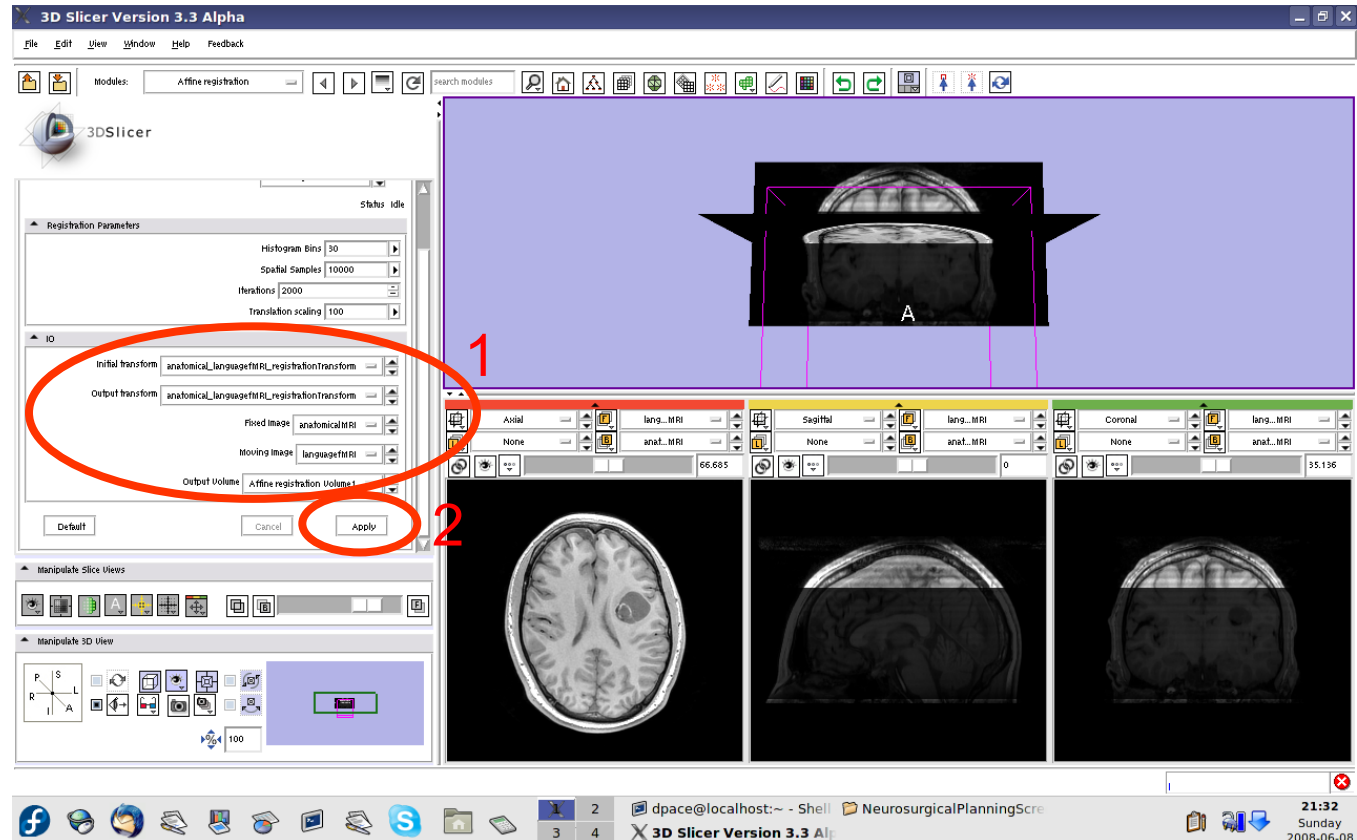 3D Slicer Version 3.3 Alpha
File Edit View Window Help Feedback
Modules: Affine registration search modules
3DSlicer
Status Idle
Registration Parameters
Histogram Bins 30
Spatial Samples 10000
Iterations 2000
Translation scaling 100
IO
Initial transform anatomical_languagefMRI_registrationTransform
Output transform anatomical_languagefMRI_registrationTransform
Fixed Image anatomicalMRI
Moving Image languagefMRI
Output Volume Affine registration Volume1
1
Default Cancel Apply
2
Manipulate Slice Views
A B F
Manipulate 3D View
P S
R L
I A
% 100
A
Axial F lang...MRI
L None B anat...MRI
66.685
Sagittal F lang...MRI
L None B anat...MRI
0
Coronal F lang...MRI
L None B anat...MRI
35.136
1 2
3 4
dpace@localhost:~ - Shell NeurosurgicalPlanningScre
3D Slicer Version 3.3 Alp
21:32
Sunday
2008-06-08